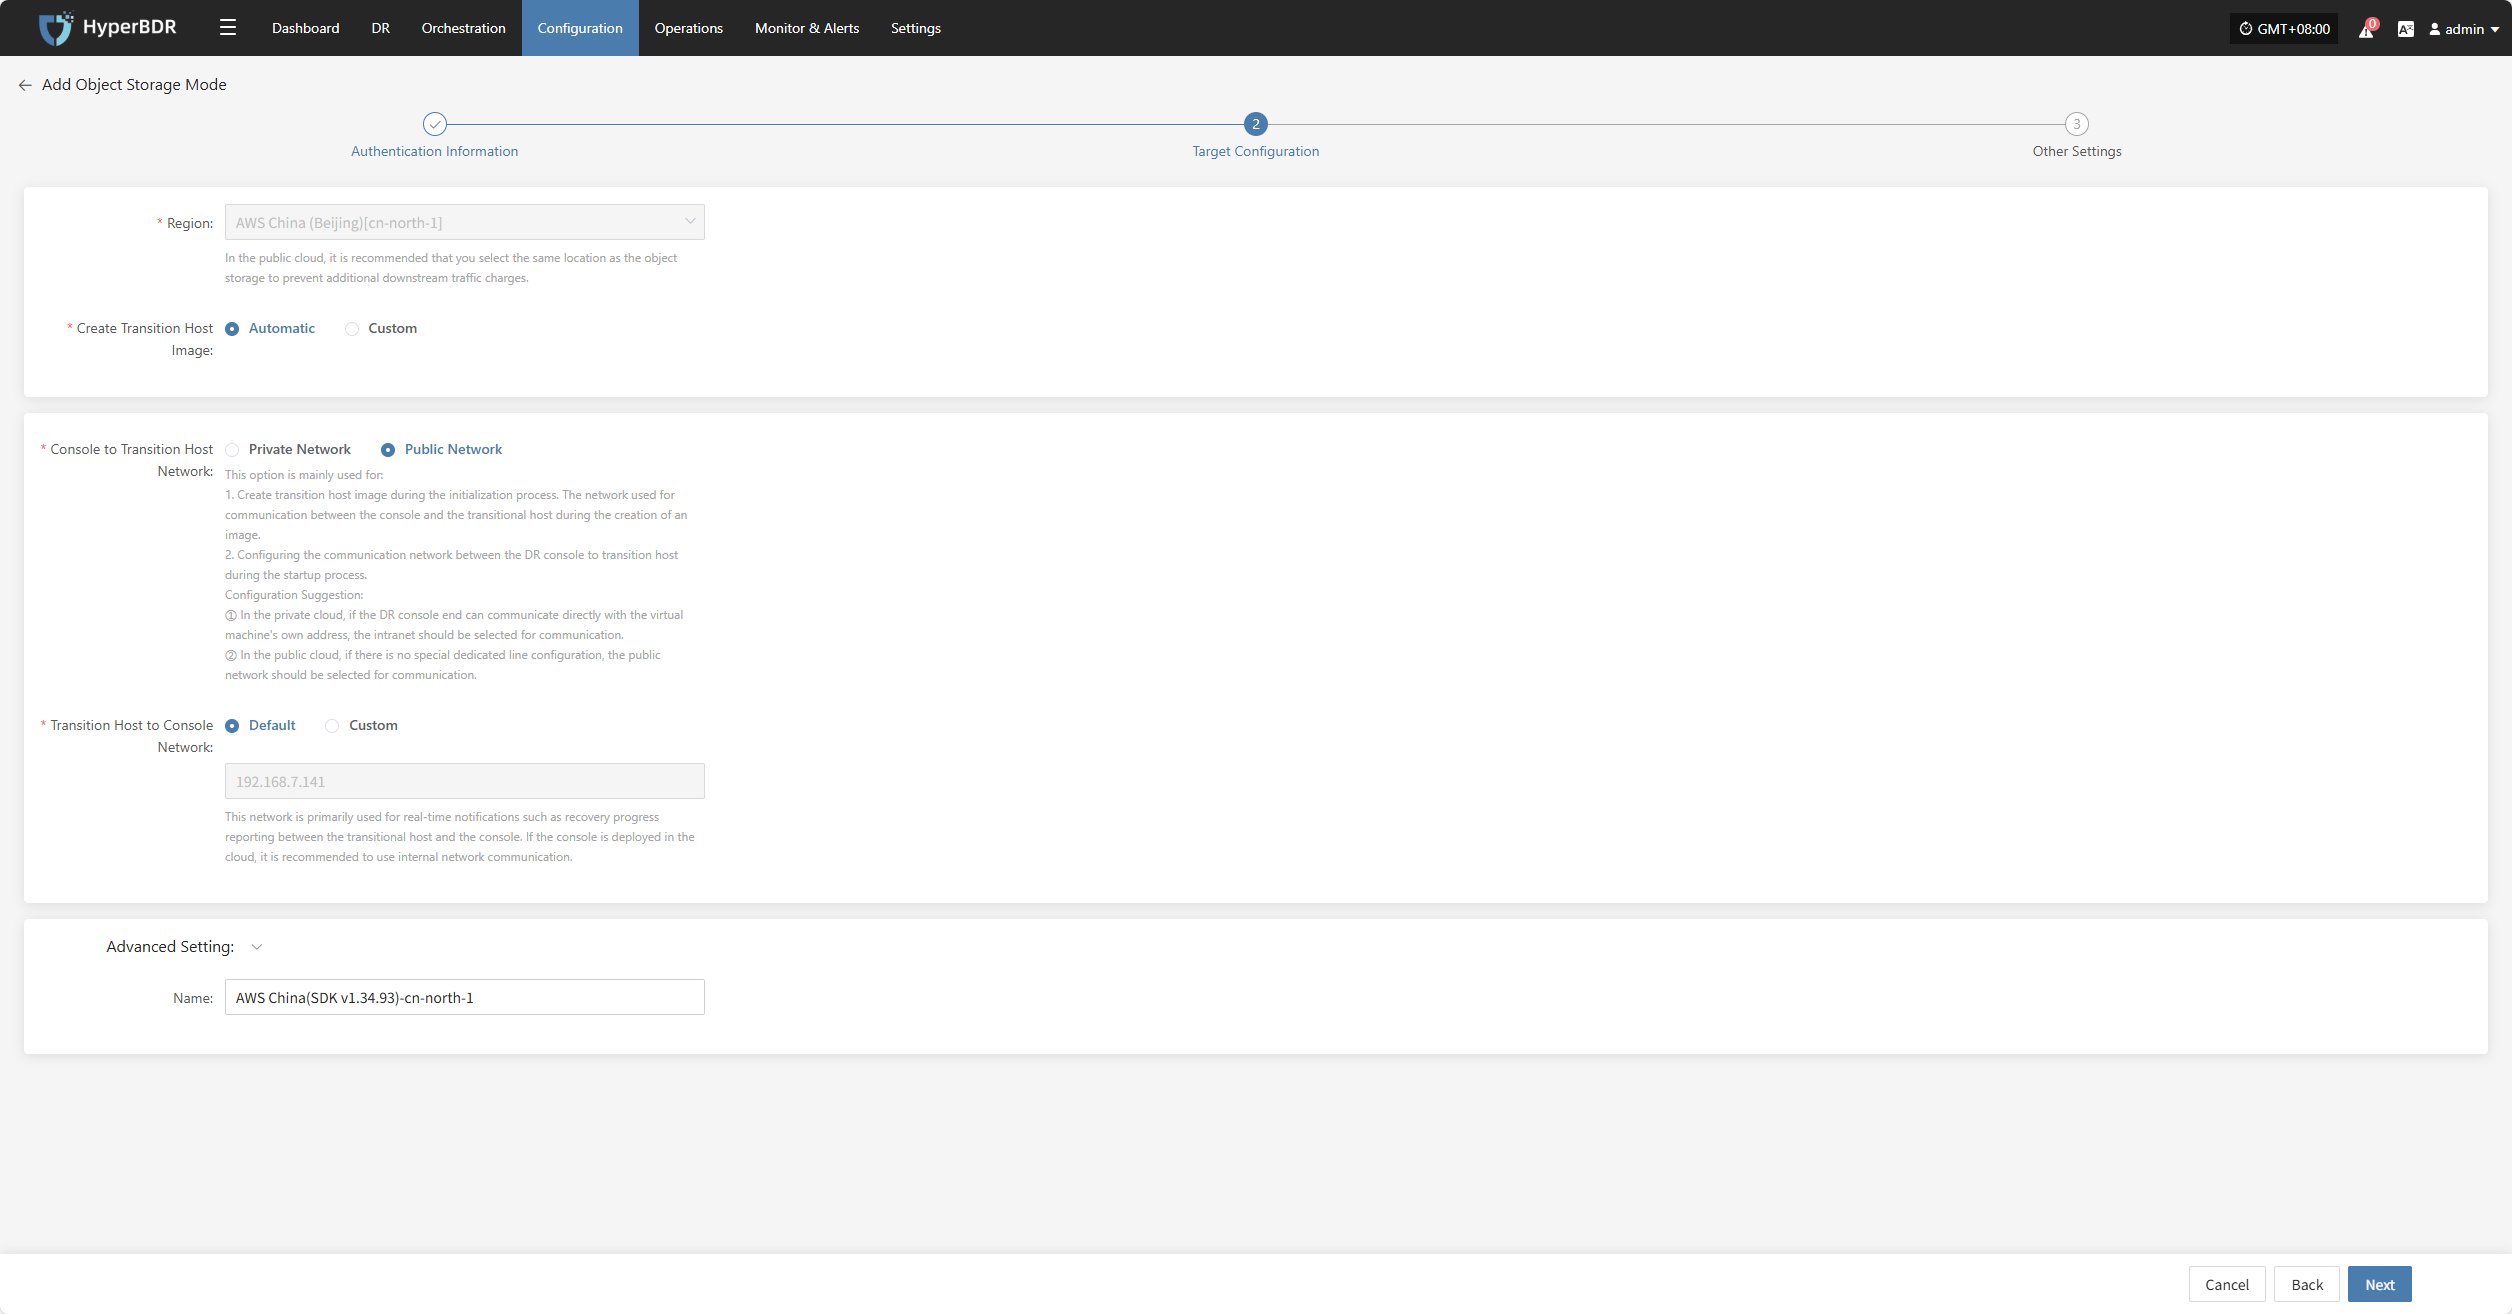 HyperBDR
Dashboard
DR
Orchestration
Configuration
Operations
Monitor & Alerts
Settings
GMT+08:00
0
admin
Add Object Storage Mode
2
3
Authentication Information
Target Configuration
Other Settings
* Region:
AWS China (Beijing)[cn-north-1]
In the public cloud, it is recommended that you select the same location as the object
storage to prevent additional downstream traffic charges.
* Create Transition Host
Image:
Automatic
Custom
* Console to Transition Host
Network:
Private Network
Public Network
This option is mainly used for:
1. Create transition host image during the initialization process. The network used for
communication between the console and the transitional host during the creation of an
image.
2. Configuring the communication network between the DR console to transition host
during the startup process.
Configuration Suggestion:
① In the private cloud, if the DR console end can communicate directly with the virtual
machine's own address, the intranet should be selected for communication.
② In the public cloud, if there is no special dedicated line configuration, the public
network should be selected for communication.
* Transition Host to Console
Network:
Default
Custom
192.168.7.141
This network is primarily used for real-time notifications such as recovery progress
reporting between the transitional host and the console. If the console is deployed in the
cloud, it is recommended to use internal network communication.
Advanced Setting:
Name:
AWS China(SDK v1.34.93)-cn-north-1
Cancel
Back
Next